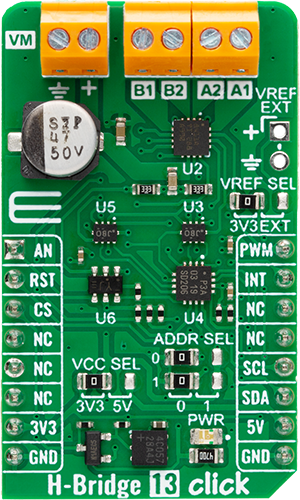 VM
+
B1 B2 A2 A1
VREF
EXT
+
50V
U2
VREF SEL
3V3 EXT
U5 U3
AN
RST
CS
NC
NC
NC
3V3
GND
PWM
INT
NC
NC
SCL
SDA
5V
GND
U6 U4
P3A
ADDR SEL
0
1
0 1
VCC SEL
3V3 5V
PWR
H-Bridge 13 click